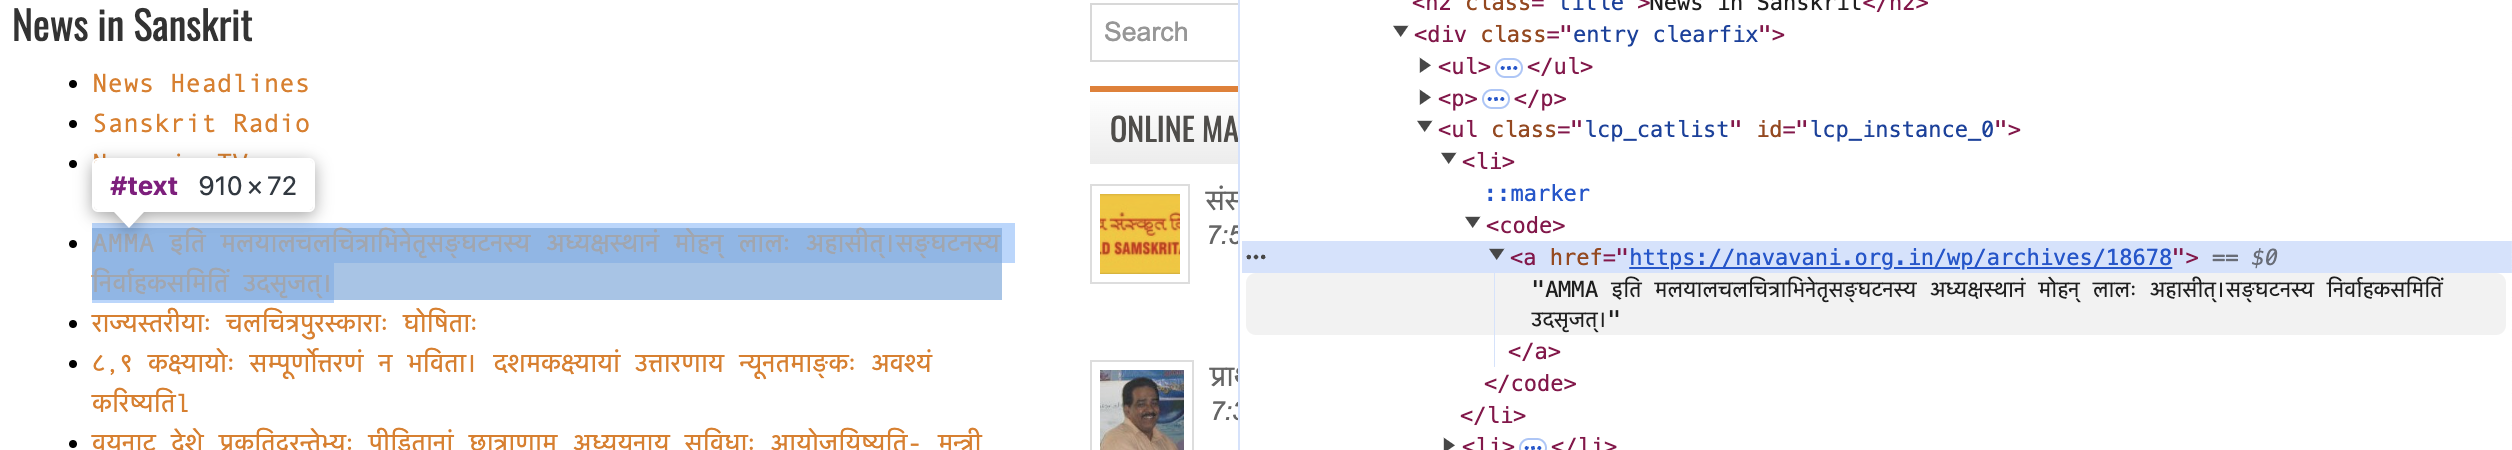 News in Sanskrit
News Headlines
Sanskrit Radio
#text 910 × 72
AMMA इति मलयालचलचित्राभिनेतृसङ्घटनस्य अध्यक्षस्थानं मोहन् लालः अहासीत्।सङ्घटनस्य
निर्वाहकसमितिं उदसृजत्।
राज्यस्तरीयाः चलचित्रपुरस्काराः घोषिताः
८,९ कक्ष्यायोः सम्पूर्णोत्तरणं न भविता। दशमकक्ष्यायां उत्तारणाय न्यूनतमाङ्कः अवश्यं
करिष्यतिl
वयनाट देशे प्रकृतिदुरन्तेभ्यः पीडितानां छात्राणाम अध्ययनाय सुविधाः आयोजयिष्यति- मन्त्री
Search
ONLINE MA
संस
7:5
D SAMSKRIT
प्रा
7:3
<h2 class="title">News in Sanskrit</h2>
<div class="entry clearfix">
<ul>…</ul>
<p>…</p>
<ul class="lcp_catlist" id="lcp_instance_0">
<li>
::marker
<code>
<a href="https://navavani.org.in/wp/archives/18678"> == $0
"AMMA इति मलयालचलचित्राभिनेतृसङ्घटनस्य अध्यक्षस्थानं मोहन् लालः अहासीत्।सङ्घटनस्य निर्वाहकसमितिं
उदसृजत्।"
</a>
</code>
</li>
<li>…</li>